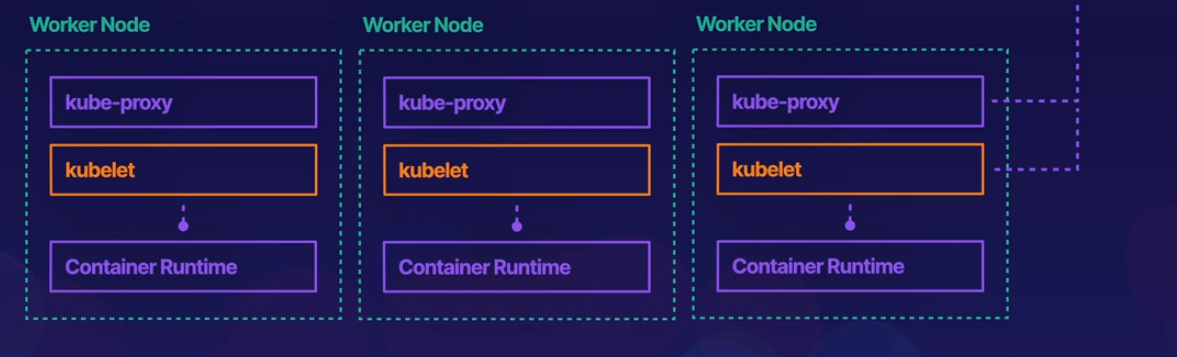 Worker Node
kube-proxy
kubelet
Container Runtime
Worker Node
kube-proxy
kubelet
Container Runtime
Worker Node
kube-proxy
kubelet
Container Runtime